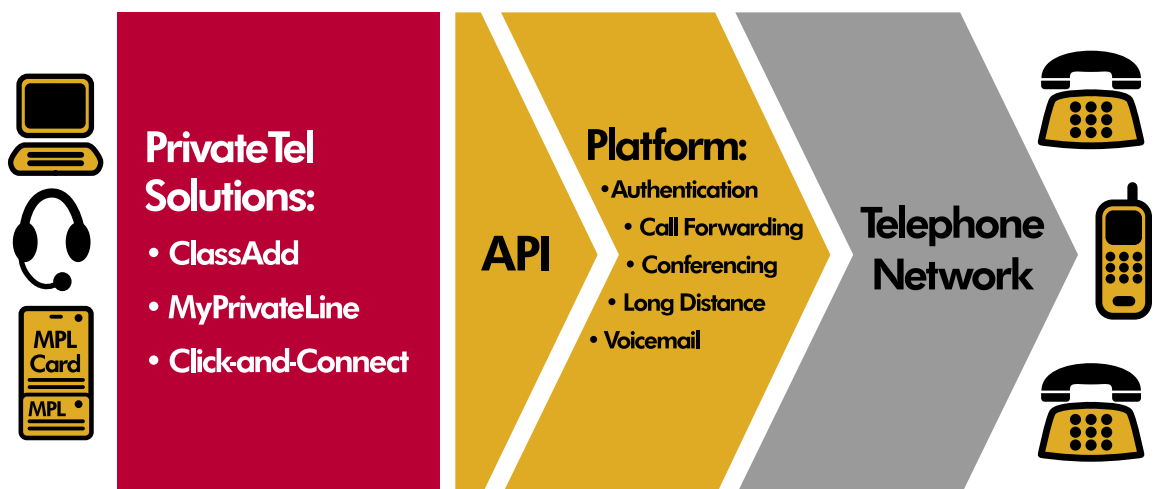 MPL
Card
MPL
PrivateTel
Solutions:
• ClassAdd
• MyPrivateLine
• Click-and-Connect
API
Platform:
•Authentication
• Call Forwarding
• Conferencing
• Long Distance
• Voicemail
Telephone
Network